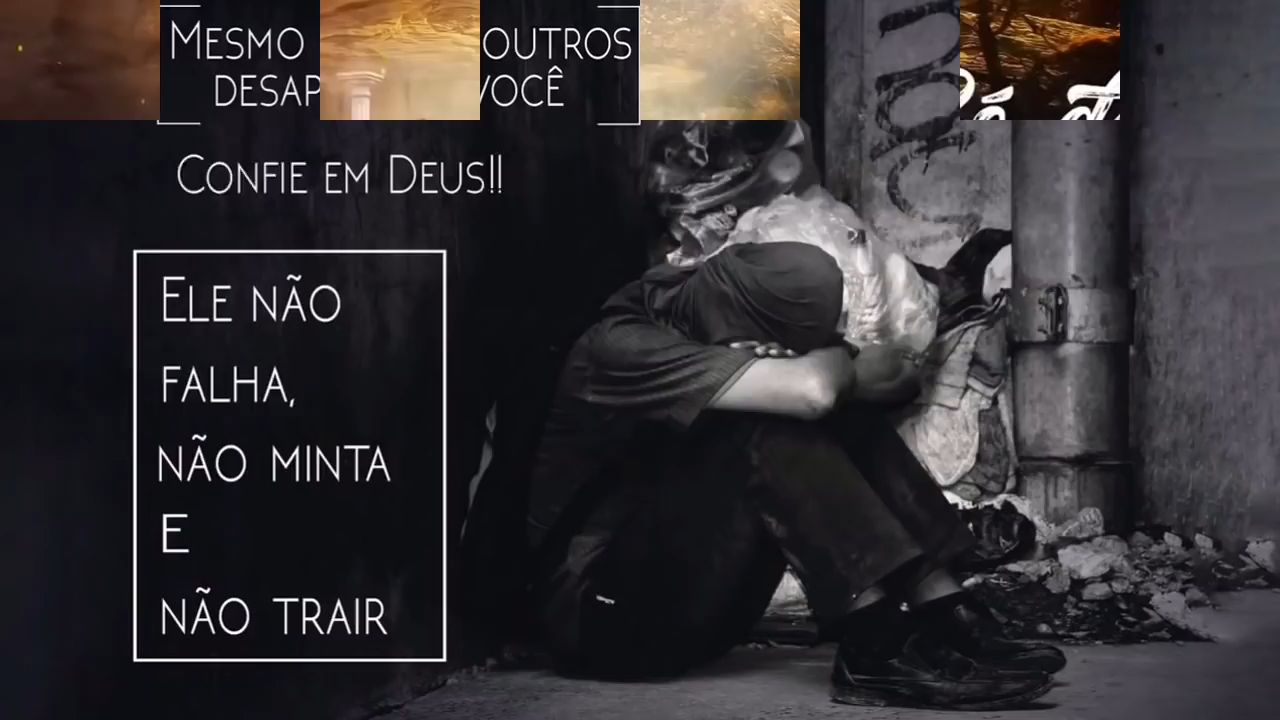 MESMO OUTROS
DESAP VOCÊ
CONFIE EM DEUS!!
ELE NÃO
FALHA,
NÃO MINTA
E
NÃO TRAIR